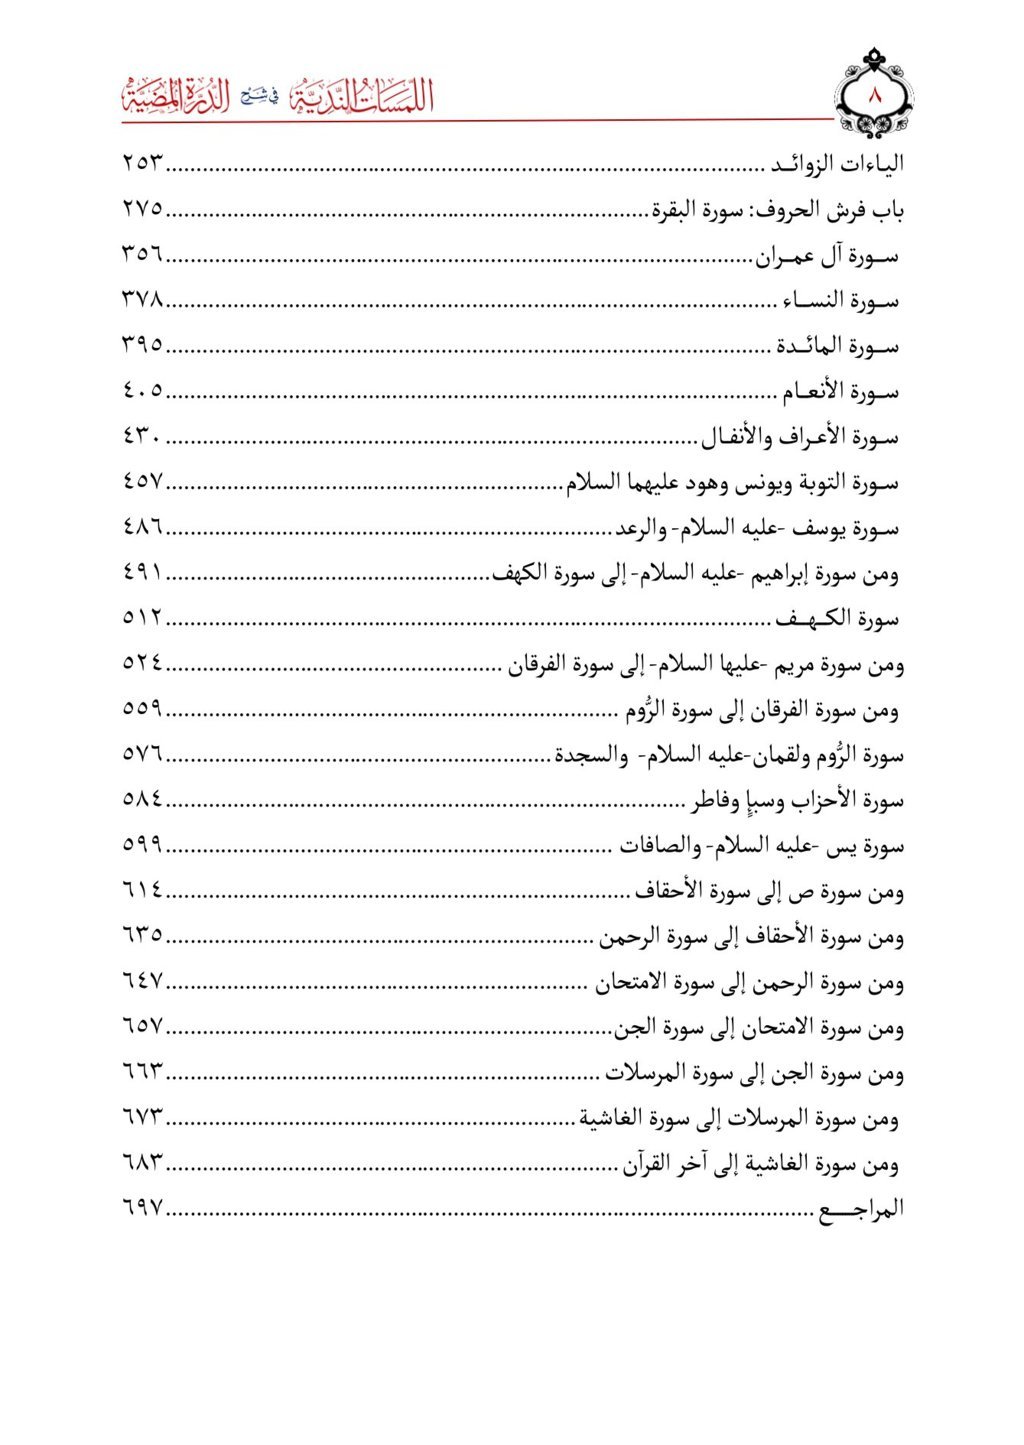 ٨
اللمسات الندية في شرح الدرة المضية
الياءات الزوائد ................ ٢٥٣
باب فرش الحروف: سورة البقرة ................ ٢٧٥
سورة آل عمران ................ ٣٥٦
سورة النساء ................ ٣٧٨
سورة المائدة ................ ٣٩٥
سورة الأنعام ................ ٤٠٥
سورة الأعراف والأنفال ................ ٤٣٠
سورة التوبة ويونس وهود عليهما السلام ................ ٤٥٧
سورة يوسف -عليه السلام- والرعد ................ ٤٨٦
ومن سورة إبراهيم -عليه السلام- إلى سورة الكهف ................ ٤٩١
سورة الكهف ................ ٥١٢
ومن سورة مريم -عليها السلام- إلى سورة الفرقان ................ ٥٢٤
ومن سورة الفرقان إلى سورة الرُّوم ................ ٥٥٩
سورة الرُّوم ولقمان-عليه السلام- والسجدة ................ ٥٧٦
سورة الأحزاب وسبإٍ وفاطر ................ ٥٨٤
سورة يس -عليه السلام- والصافات ................ ٥٩٩
ومن سورة ص إلى سورة الأحقاف ................ ٦١٤
ومن سورة الأحقاف إلى سورة الرحمن ................ ٦٣٥
ومن سورة الرحمن إلى سورة الامتحان ................ ٦٤٧
ومن سورة الامتحان إلى سورة الجن ................ ٦٥٧
ومن سورة الجن إلى سورة المرسلات ................ ٦٦٣
ومن سورة المرسلات إلى سورة الغاشية ................ ٦٧٣
ومن سورة الغاشية إلى آخر القرآن ................ ٦٨٣
المراجع ................ ٦٩٧